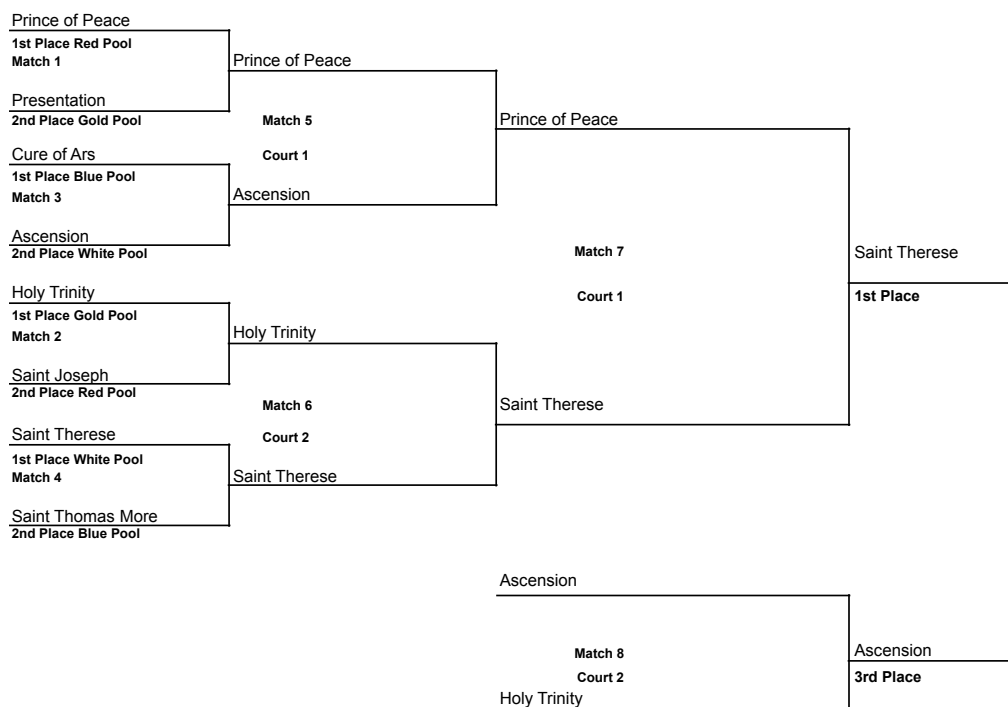 Prince of Peace
1st Place Red Pool
Match 1
Prince of Peace
Presentation
2nd Place Gold Pool
Match 5
Prince of Peace
Cure of Ars
Court 1
1st Place Blue Pool
Match 3
Ascension
Ascension
2nd Place White Pool
Match 7
Saint Therese
Holy Trinity
Court 1
1st Place
1st Place Gold Pool
Match 2
Holy Trinity
Saint Joseph
2nd Place Red Pool
Match 6
Saint Therese
Saint Therese
Court 2
1st Place White Pool
Match 4
Saint Therese
Saint Thomas More
2nd Place Blue Pool
Ascension
Match 8
Ascension
Court 2
3rd Place
Holy Trinity